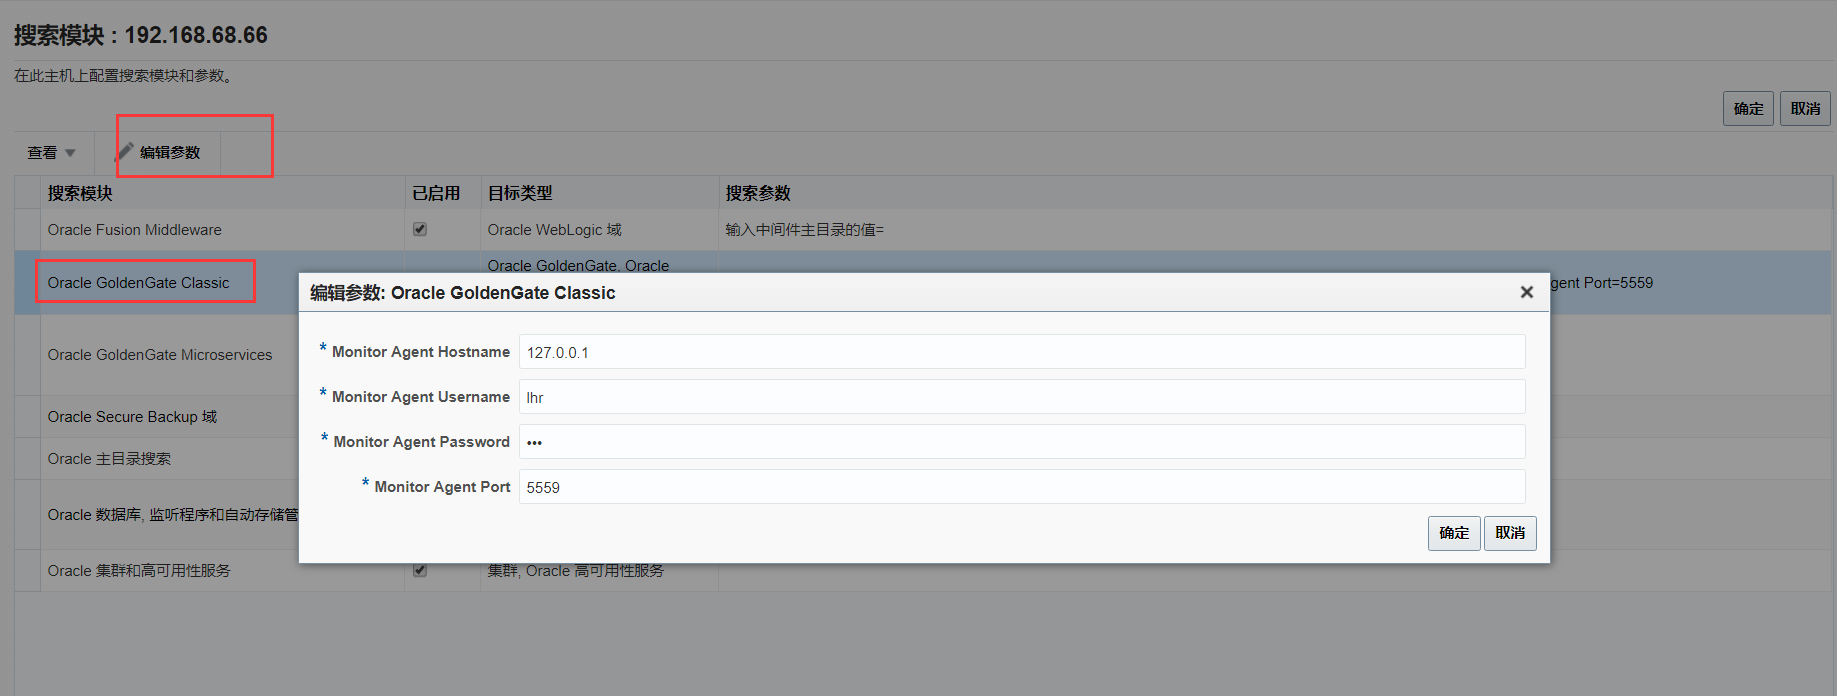 搜索模块 : 192.168.68.66
在此主机上配置搜索模块和参数。
确定 取消
查看 编辑参数
搜索模块 已启用 目标类型 搜索参数
Oracle Fusion Middleware Oracle WebLogic 域 输入中间件主目录的值=
Oracle GoldenGate, Oracle
Oracle GoldenGate Classic gent Port=5559
编辑参数: Oracle GoldenGate Classic
* Monitor Agent Hostname 127.0.0.1
* Monitor Agent Username lhr
* Monitor Agent Password •••
* Monitor Agent Port 5559
确定 取消
Oracle GoldenGate Microservices
Oracle Secure Backup 域
Oracle 主目录搜索
Oracle 数据库, 监听程序和自动存储管
Oracle 集群和高可用性服务 集群, Oracle 高可用性服务